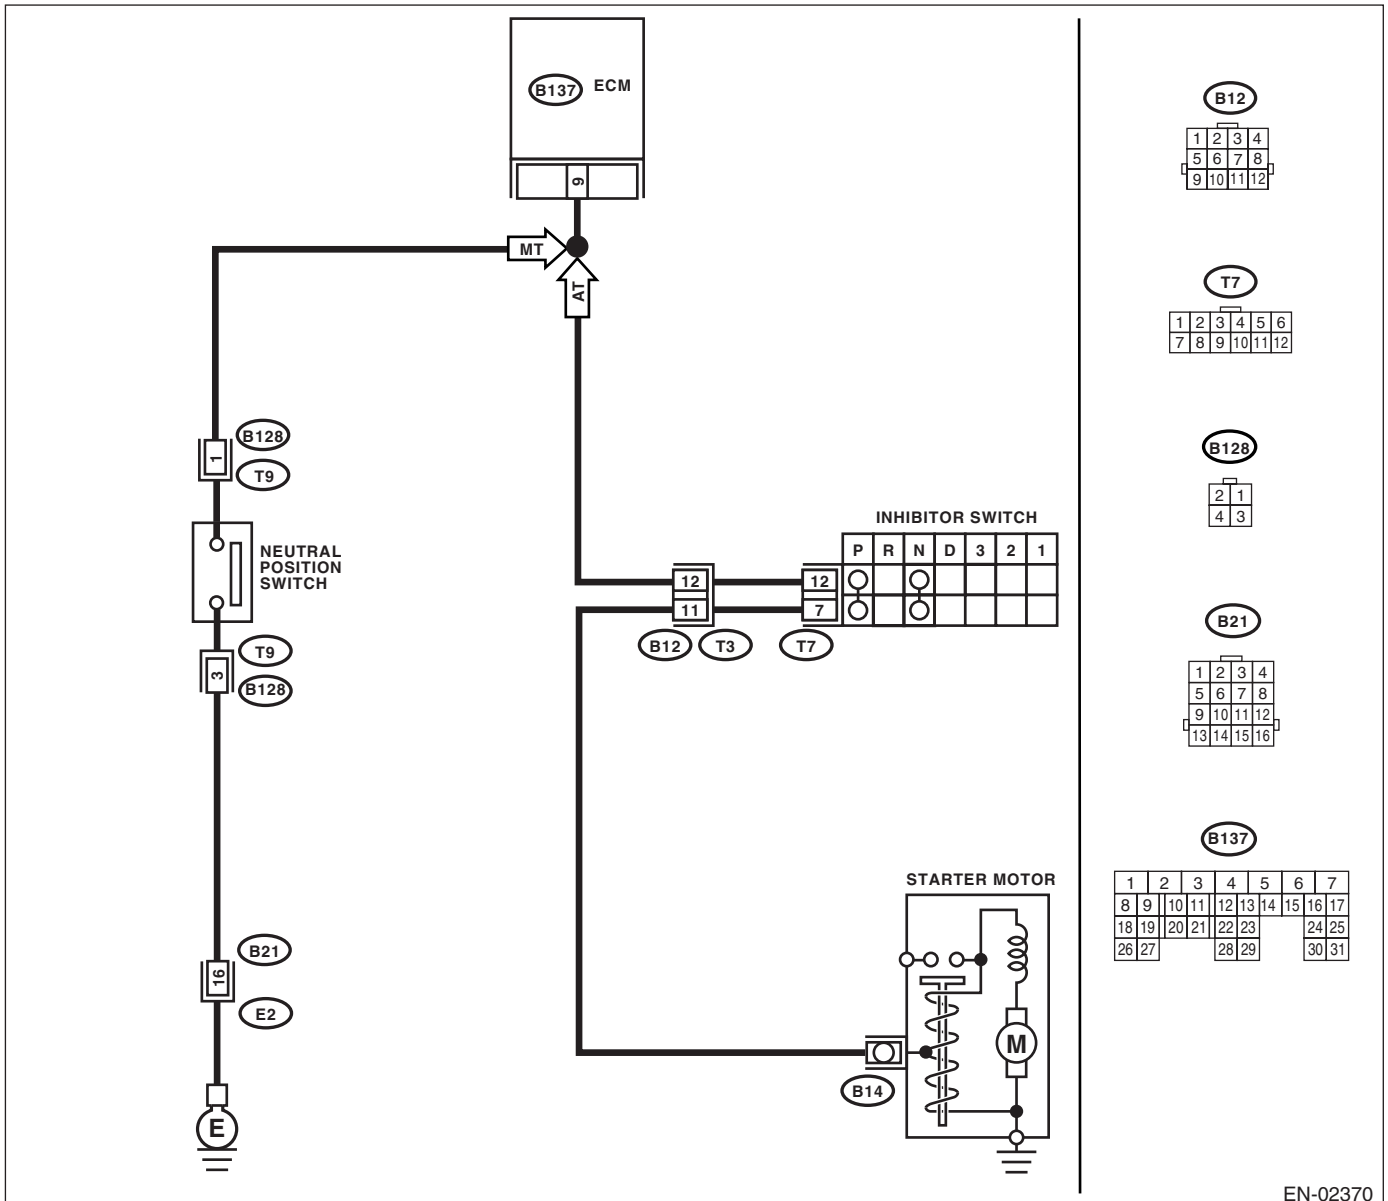 B137 ECM
9
MT
AT
B128
1
T9
NEUTRAL
POSITION
SWITCH
T9
3
B128
B21
16
E2
E
INHIBITOR SWITCH
P R N D 3 2 1
12 12
11 7
B12 T3 T7
STARTER MOTOR
M
B14
B12
1 2 3 4
5 6 7 8
9 10 11 12
T7
1 2 3 4 5 6
7 8 9 10 11 12
B128
2 1
4 3
B21
1 2 3 4
5 6 7 8
9 10 11 12
13 14 15 16
B137
1 2 3 4 5 6 7
8 9 10 11 12 13 14 15 16 17
18 19 20 21 22 23 24 25
26 27 28 29 30 31
EN-02370